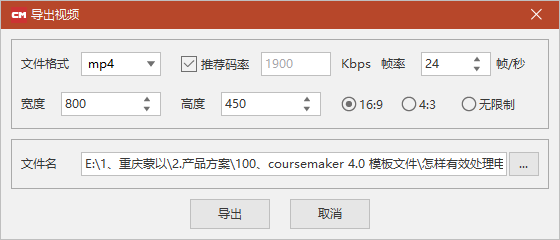 CM 导出视频
文件格式 mp4 推荐码率 1900 Kbps 帧率 24 帧/秒
宽度 800 高度 450 16:9 4:3 无限制
文件名 E:\1、重庆蒙以\2.产品方案\100、coursemaker 4.0 模板文件\怎样有效处理电 ...
导出 取消